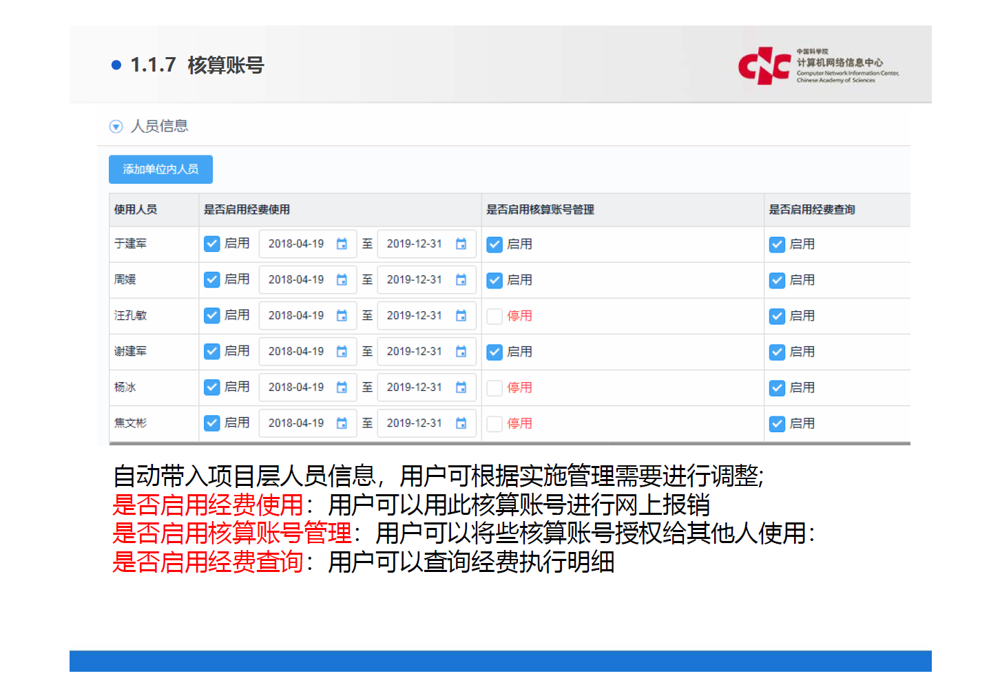 1.1.7 核算账号
中国科学院
计算机网络信息中心
Computer Network Information Center,
Chinese Academy of Sciences
人员信息
添加单位内人员
使用人员 是否启用经费使用 是否启用核算账号管理 是否启用经费查询
于建军 启用 2018-04-19 至 2019-12-31 启用 启用
周媛 启用 2018-04-19 至 2019-12-31 启用 启用
汪孔敏 启用 2018-04-19 至 2019-12-31 停用 启用
谢建军 启用 2018-04-19 至 2019-12-31 启用 启用
杨冰 启用 2018-04-19 至 2019-12-31 停用 启用
焦文彬 启用 2018-04-19 至 2019-12-31 停用 启用
自动带入项目层人员信息，用户可根据实施管理需要进行调整;
是否启用经费使用：用户可以用此核算账号进行网上报销
是否启用核算账号管理：用户可以将些核算账号授权给其他人使用：
是否启用经费查询：用户可以查询经费执行明细